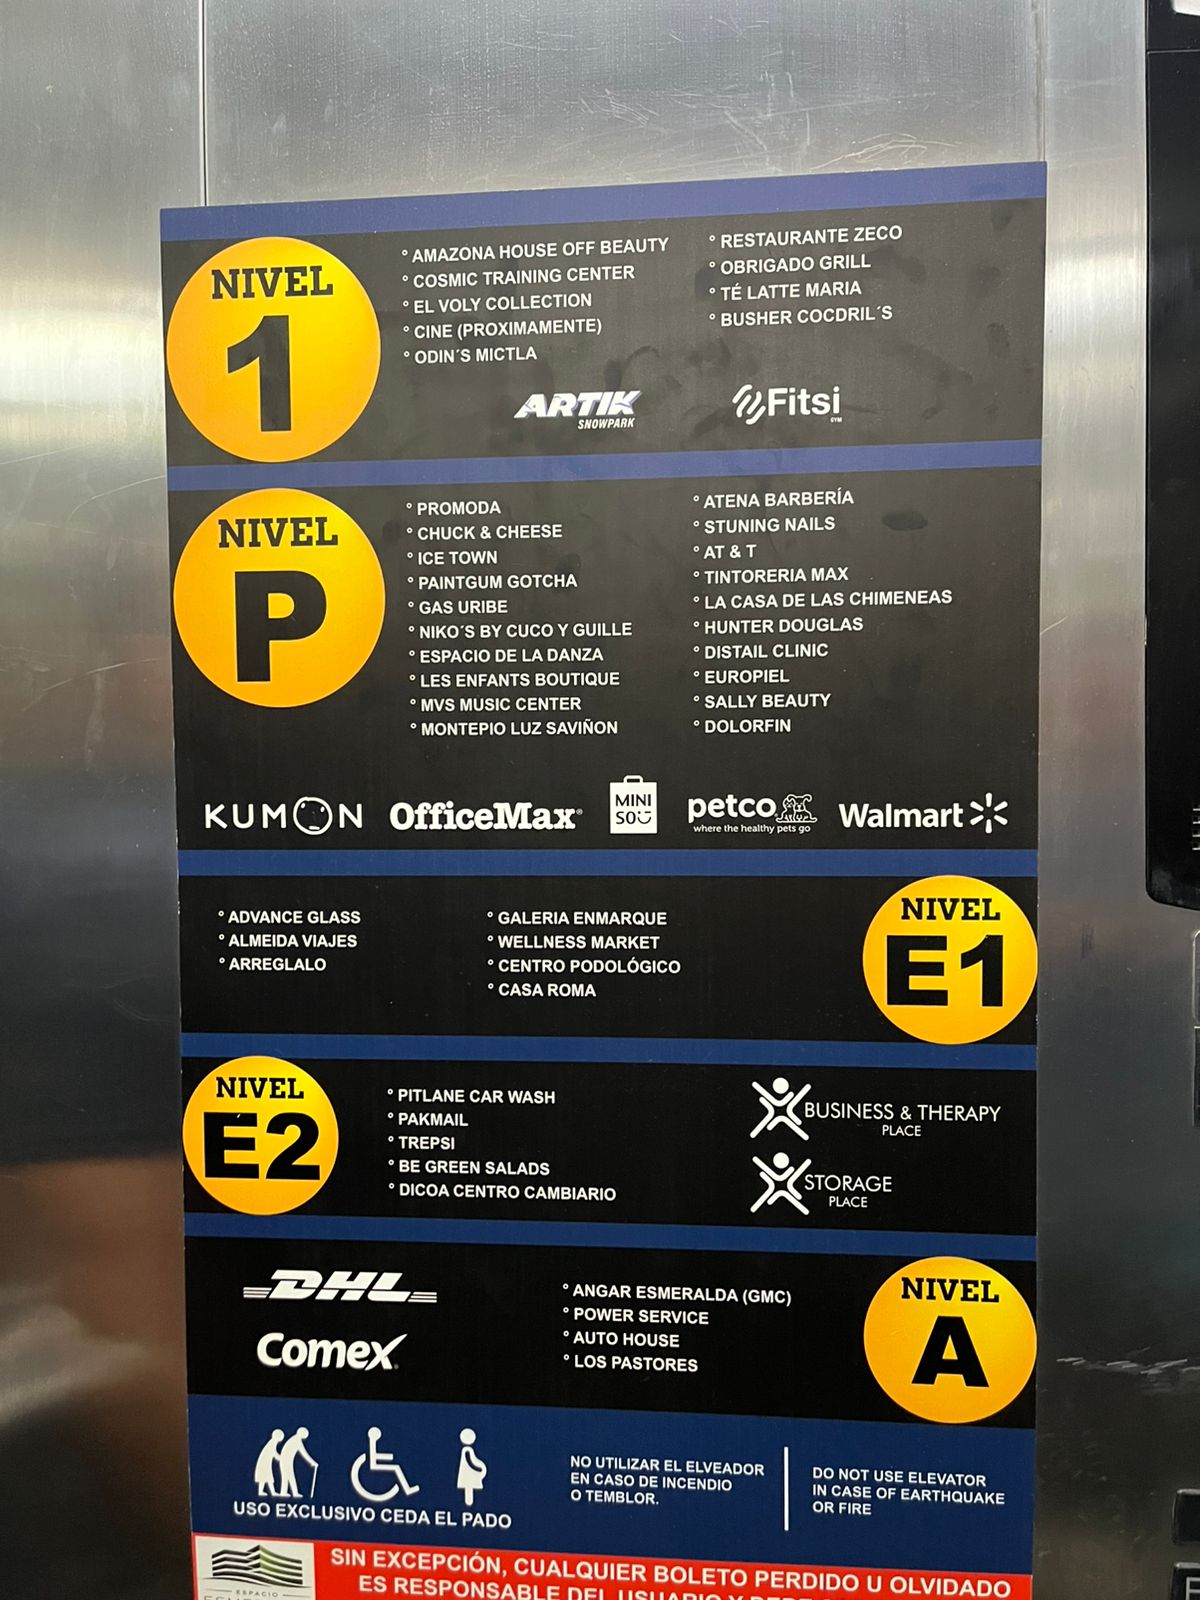 NIVEL
1
° AMAZONA HOUSE OFF BEAUTY
° COSMIC TRAINING CENTER
° EL VOLY COLLECTION
° CINE (PROXIMAMENTE)
° ODIN´S MICTLA
° RESTAURANTE ZECO
° OBRIGADO GRILL
° TÉ LATTE MARIA
° BUSHER COCDRIL´S
ARTIK
SNOWPARK
Fitsi
GYM
NIVEL
P
° PROMODA
° CHUCK & CHEESE
° ICE TOWN
° PAINTGUM GOTCHA
° GAS URIBE
° NIKO´S BY CUCO Y GUILLE
° ESPACIO DE LA DANZA
° LES ENFANTS BOUTIQUE
° MVS MUSIC CENTER
° MONTEPIO LUZ SAVIÑON
° ATENA BARBERÍA
° STUNING NAILS
° AT & T
° TINTORERIA MAX
° LA CASA DE LAS CHIMENEAS
° HUNTER DOUGLAS
° DISTAIL CLINIC
° EUROPIEL
° SALLY BEAUTY
° DOLORFIN
KUMON
OfficeMax®
MINI
SO
petco
where the healthy pets go
Walmart
NIVEL
E1
° ADVANCE GLASS
° ALMEIDA VIAJES
° ARREGLALO
° GALERIA ENMARQUE
° WELLNESS MARKET
° CENTRO PODOLÓGICO
° CASA ROMA
NIVEL
E2
° PITLANE CAR WASH
° PAKMAIL
° TREPSI
° BE GREEN SALADS
° DICOA CENTRO CAMBIARIO
BUSINESS & THERAPY
PLACE
STORAGE
PLACE
DHL
Comex
° ANGAR ESMERALDA (GMC)
° POWER SERVICE
° AUTO HOUSE
° LOS PASTORES
NIVEL
A
USO EXCLUSIVO CEDA EL PADO
NO UTILIZAR EL ELVEADOR
EN CASO DE INCENDIO
O TEMBLOR.
DO NOT USE ELEVATOR
IN CASE OF EARTHQUAKE
OR FIRE
ESPACIO
SIN EXCEPCIÓN, CUALQUIER BOLETO PERDIDO U OLVIDADO
ES RESPONSABLE DEL USUARIO Y